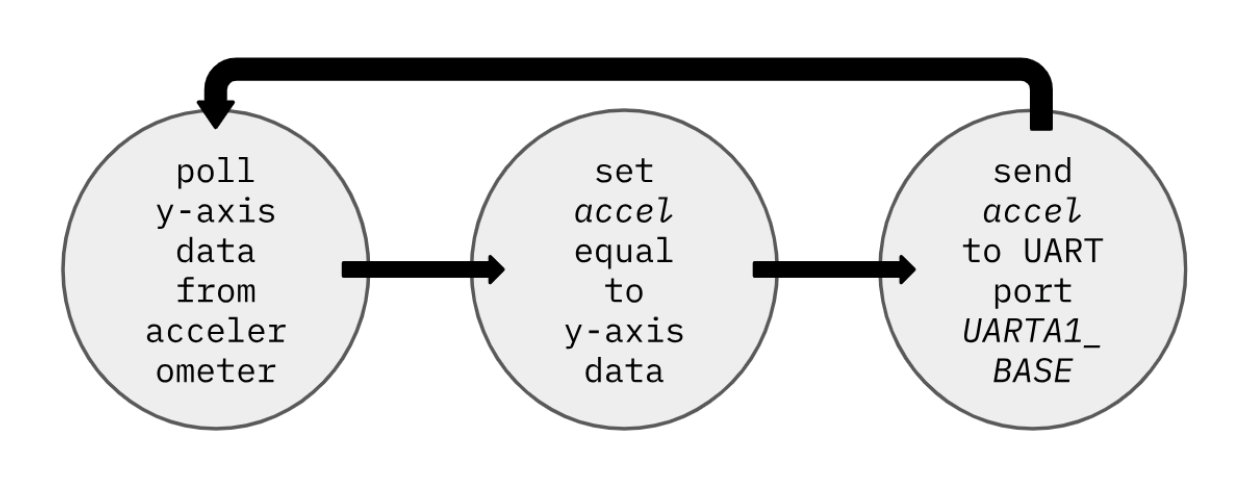 poll
y-axis
data
from
acceler
ometer
set
accel
equal
to
y-axis
data
send
accel
to UART
port
UARTA1_
BASE